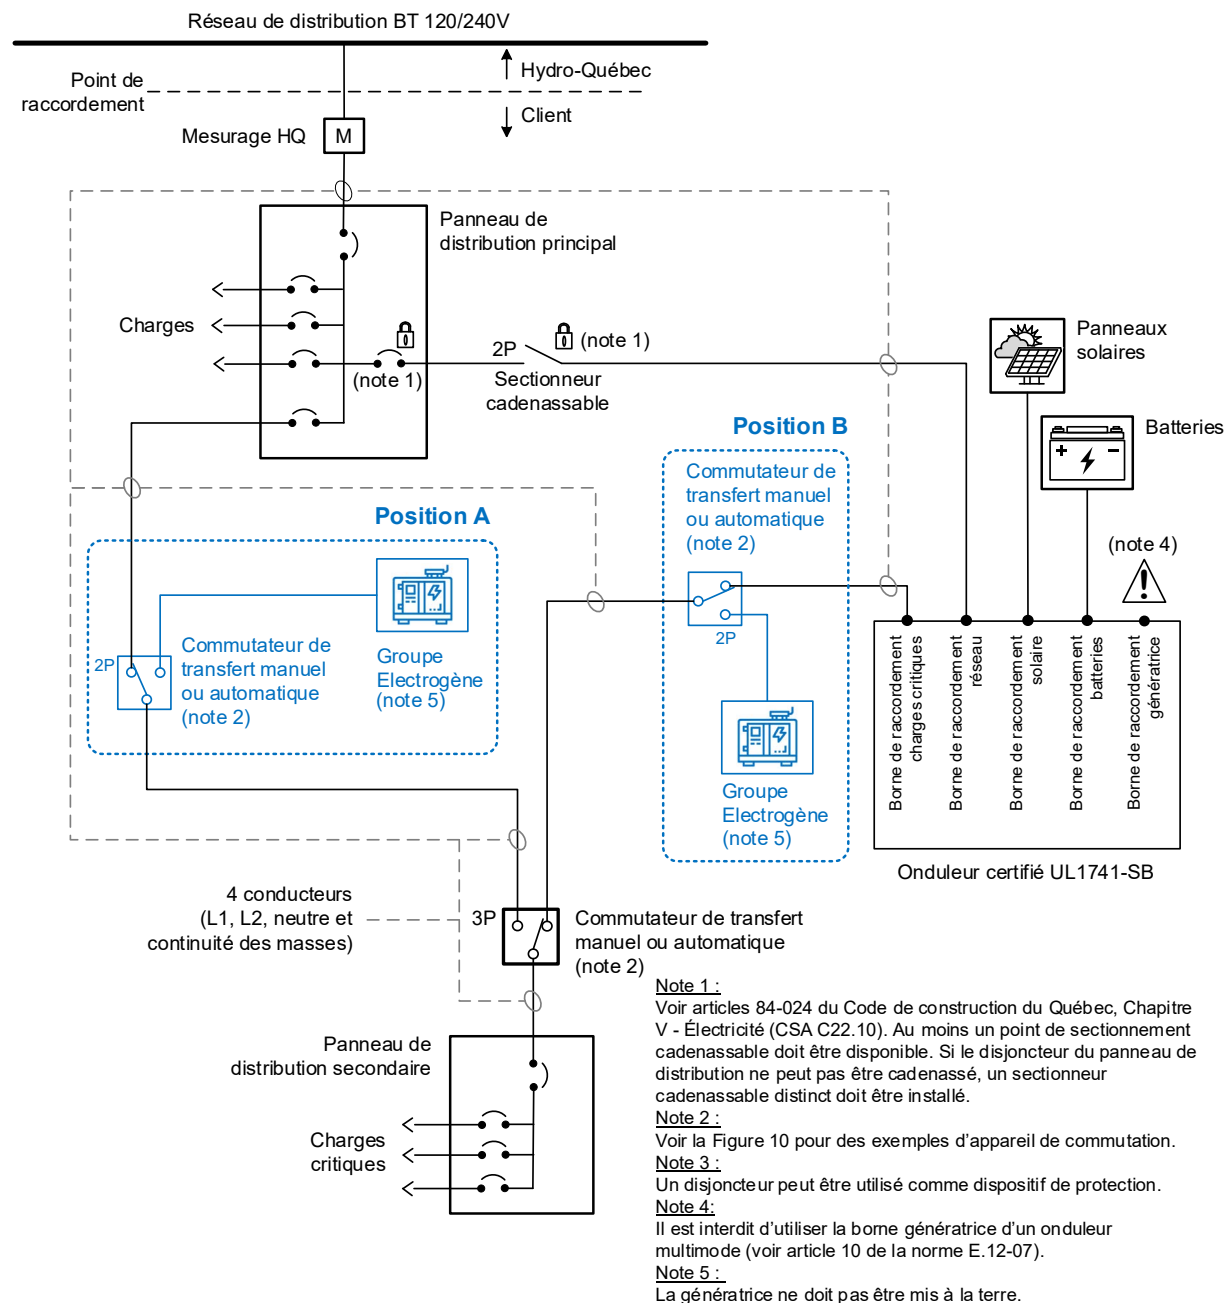 Réseau de distribution BT 120/240V
Point de
raccordement
Hydro-Québec
Client
Mesurage HQ
M
Panneau de
distribution principal
Charges
(note 1)
2P
(note 1)
Sectionneur
cadenassable
Panneaux
solaires
Batteries
Position B
Commutateur de
transfert manuel
ou automatique
(note 2)
2P
Groupe
Electrogène
(note 5)
Position A
2P
Commutateur de
transfert manuel
ou automatique
(note 2)
Groupe
Electrogène
(note 5)
(note 4)
Borne de raccordement
charges critiques
Borne de raccordement
réseau
Borne de raccordement
solaire
Borne de raccordement
batteries
Borne de raccordement
génératrice
Onduleur certifié UL1741-SB
4 conducteurs
(L1, L2, neutre et
continuité des masses)
3P
Commutateur de transfert
manuel ou automatique
(note 2)
Panneau de
distribution secondaire
Charges
critiques
Note 1 :
Voir articles 84-024 du Code de construction du Québec, Chapitre
V - Électricité (CSA C22.10). Au moins un point de sectionnement
cadenassable doit être disponible. Si le disjoncteur du panneau de
distribution ne peut pas être cadenassé, un sectionneur
cadenassable distinct doit être installé.
Note 2 :
Voir la Figure 10 pour des exemples d'appareil de commutation.
Note 3 :
Un disjoncteur peut être utilisé comme dispositif de protection.
Note 4:
Il est interdit d'utiliser la borne génératrice d'un onduleur
multimode (voir article 10 de la norme E.12-07).
Note 5 :
La génératrice ne doit pas être mis à la terre.